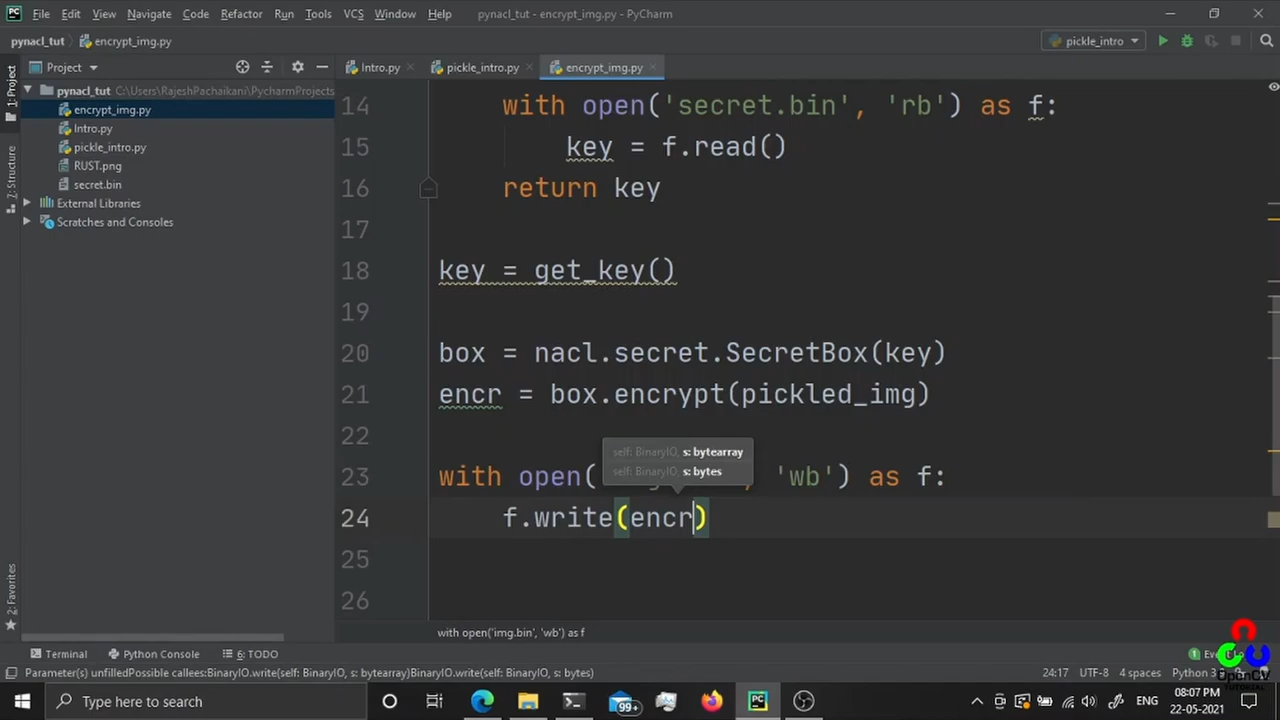 File Edit View Navigate Code Refactor Run Tools VCS Window Help pynacl_tut - encrypt_img.py - PyCharm
pynacl_tut encrypt_img.py pickle_intro
Project Intro.py pickle_intro.py encrypt_img.py
1: Project
pynacl_tut C:\Users\RajeshPachaikani\PycharmProjects
encrypt_img.py
Intro.py
pickle_intro.py
RUST.png
secret.bin
External Libraries
Scratches and Consoles
Z: Structure
2: Favorites
14 with open('secret.bin', 'rb') as f:
15 key = f.read()
16 return key
17
18 key = get_key()
19
20 box = nacl.secret.SecretBox(key)
21 encr = box.encrypt(pickled_img)
22
self: BinaryIO, s: bytearray
self: BinaryIO, s: bytes
23 with open( , 'wb') as f:
24 f.write(encr)
25
26
with open('img.bin', 'wb') as f
Terminal Python Console 6: TODO
1
Parameter(s) unfilledPossible callees:BinaryIO.write(self: BinaryIO, s: bytearray)BinaryIO.write(self: BinaryIO, s: bytes) 24:17 UTF-8 4 spaces Python
OpenCV
TUTORIAL
Type here to search 99+ ENG 08:07 PM
22-05-2021